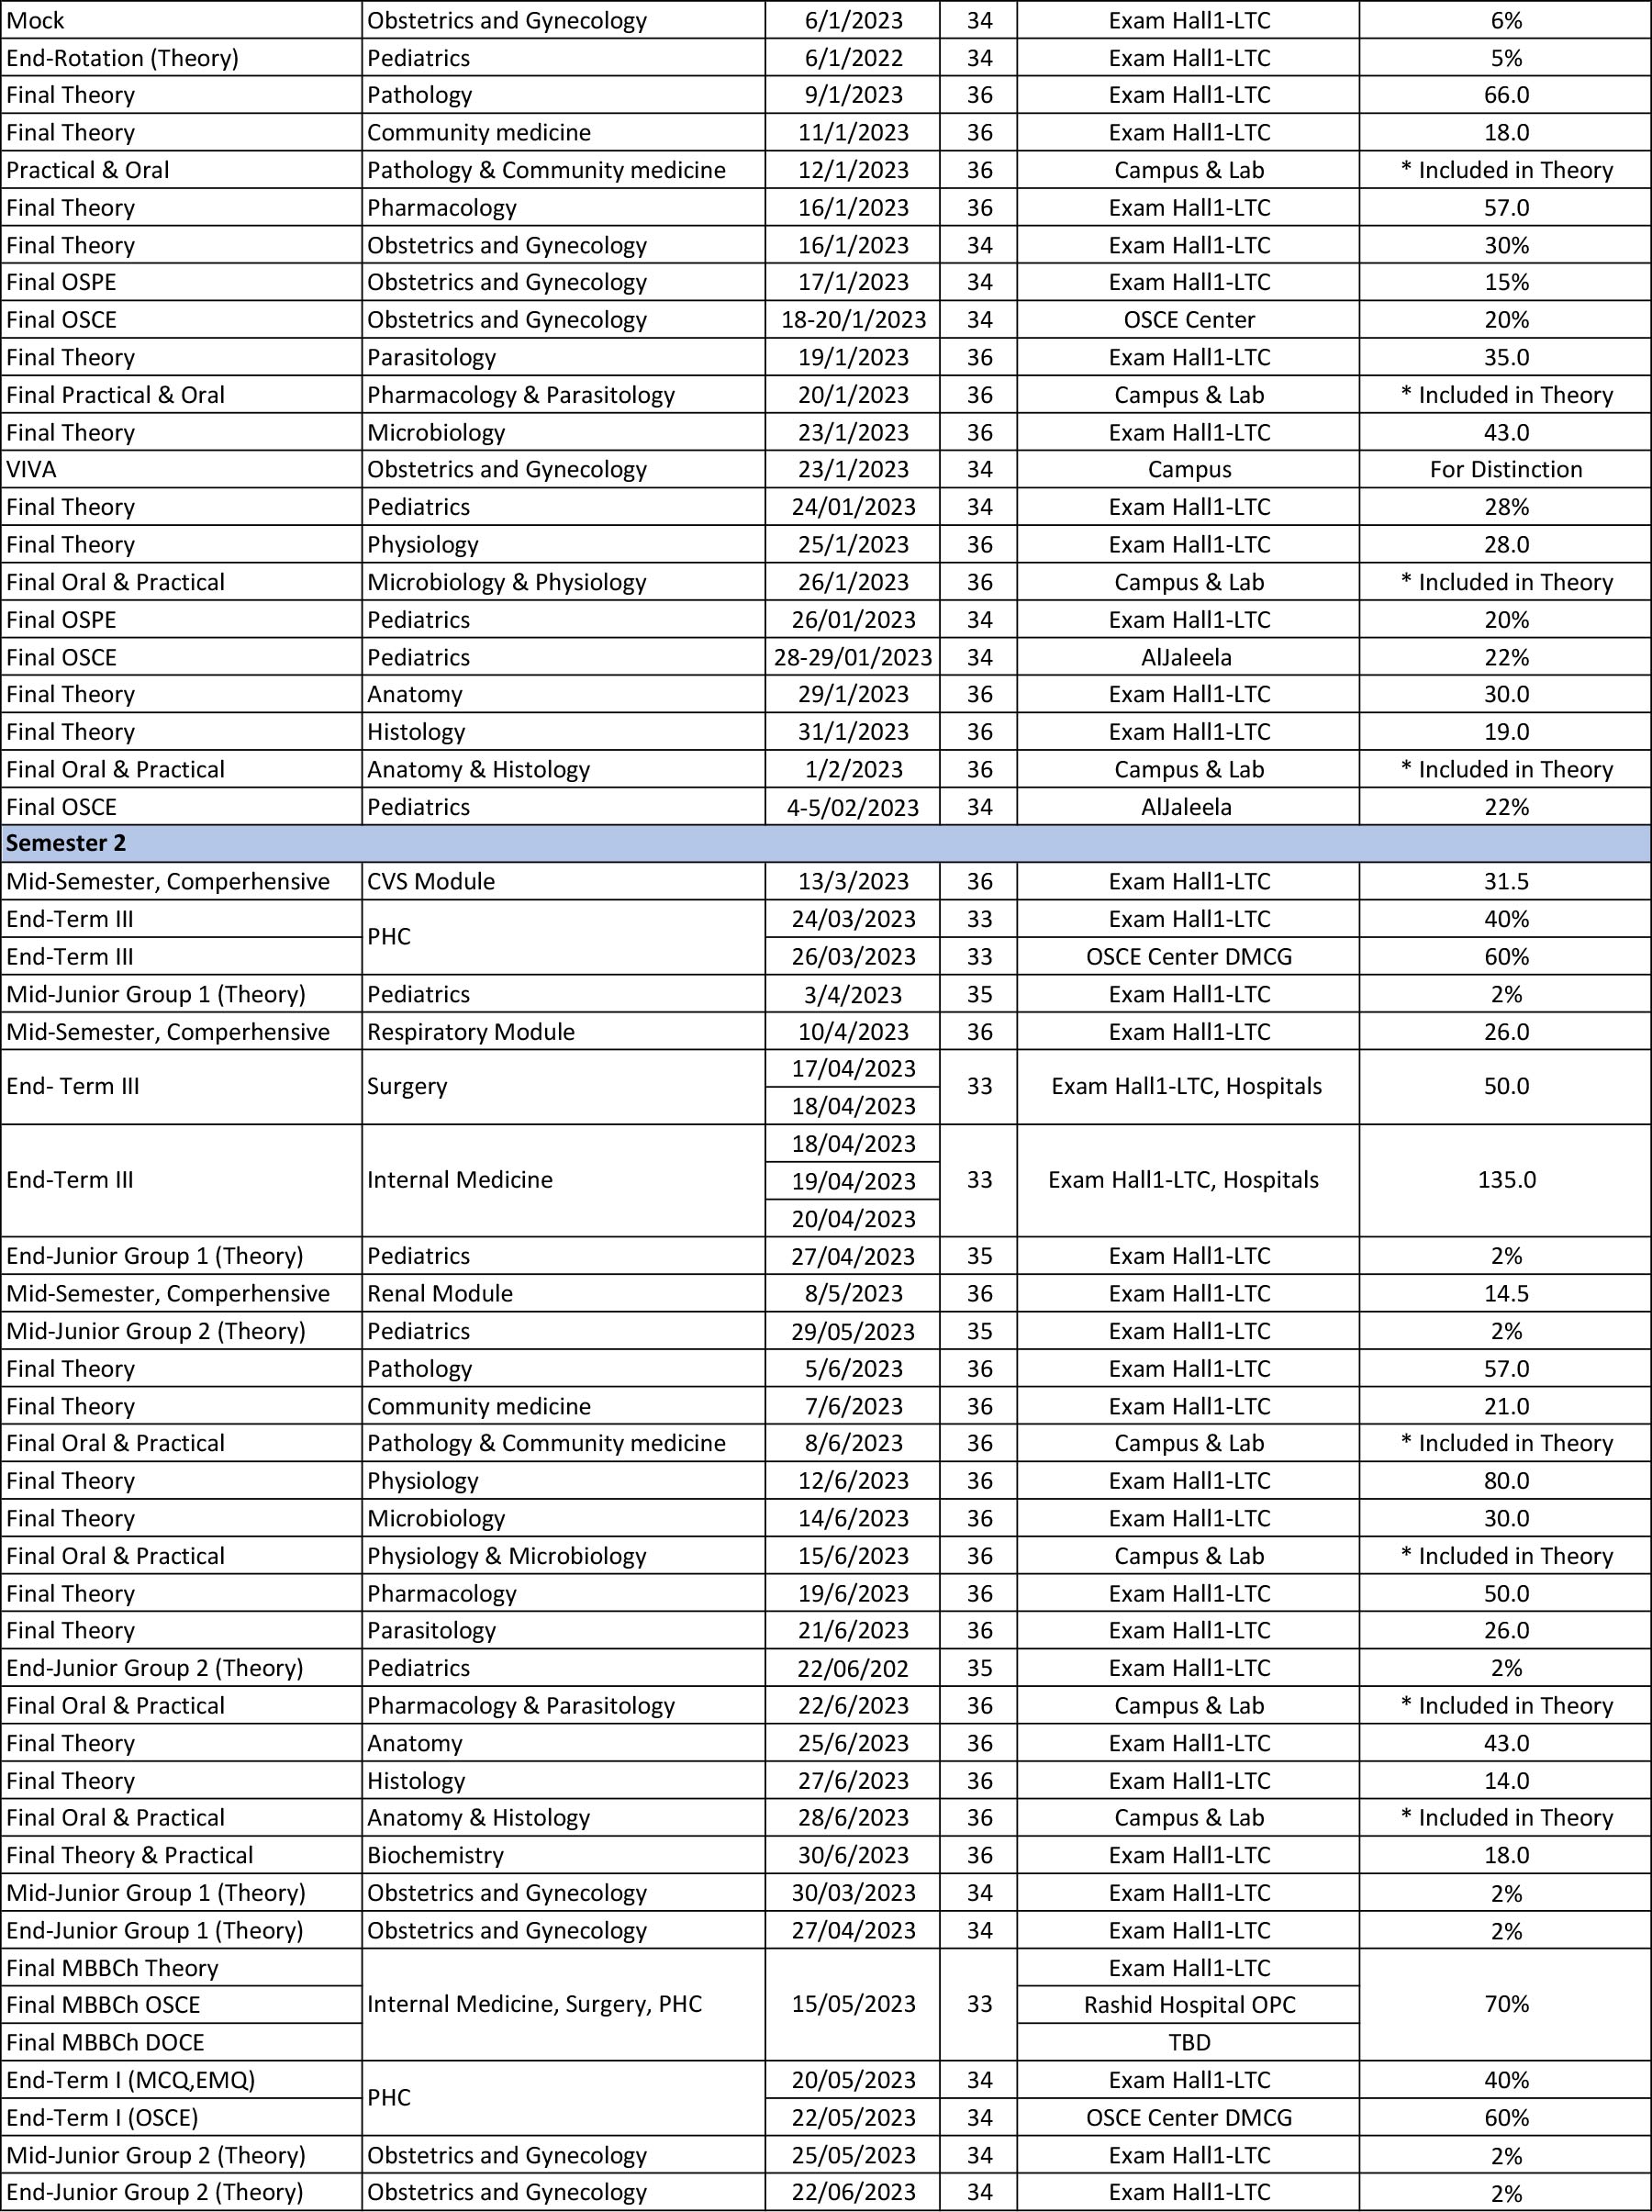 Mock Obstetrics and Gynecology 6/1/2023 34 Exam Hall1-LTC 6%
End-Rotation (Theory) Pediatrics 6/1/2022 34 Exam Hall1-LTC 5%
Final Theory Pathology 9/1/2023 36 Exam Hall1-LTC 66.0
Final Theory Community medicine 11/1/2023 36 Exam Hall1-LTC 18.0
Practical & Oral Pathology & Community medicine 12/1/2023 36 Campus & Lab * Included in Theory
Final Theory Pharmacology 16/1/2023 36 Exam Hall1-LTC 57.0
Final Theory Obstetrics and Gynecology 16/1/2023 34 Exam Hall1-LTC 30%
Final OSPE Obstetrics and Gynecology 17/1/2023 34 Exam Hall1-LTC 15%
Final OSCE Obstetrics and Gynecology 18-20/1/2023 34 OSCE Center 20%
Final Theory Parasitology 19/1/2023 36 Exam Hall1-LTC 35.0
Final Practical & Oral Pharmacology & Parasitology 20/1/2023 36 Campus & Lab * Included in Theory
Final Theory Microbiology 23/1/2023 36 Exam Hall1-LTC 43.0
VIVA Obstetrics and Gynecology 23/1/2023 34 Campus For Distinction
Final Theory Pediatrics 24/01/2023 34 Exam Hall1-LTC 28%
Final Theory Physiology 25/1/2023 36 Exam Hall1-LTC 28.0
Final Oral & Practical Microbiology & Physiology 26/1/2023 36 Campus & Lab * Included in Theory
Final OSPE Pediatrics 26/01/2023 34 Exam Hall1-LTC 20%
Final OSCE Pediatrics 28-29/01/2023 34 AlJaleela 22%
Final Theory Anatomy 29/1/2023 36 Exam Hall1-LTC 30.0
Final Theory Histology 31/1/2023 36 Exam Hall1-LTC 19.0
Final Oral & Practical Anatomy & Histology 1/2/2023 36 Campus & Lab * Included in Theory
Final OSCE Pediatrics 4-5/02/2023 34 AlJaleela 22%
Semester 2
Mid-Semester, Comperhensive CVS Module 13/3/2023 36 Exam Hall1-LTC 31.5
End-Term III 24/03/2023 33 Exam Hall1-LTC 40%
PHC
End-Term III 26/03/2023 33 OSCE Center DMCG 60%
Mid-Junior Group 1 (Theory) Pediatrics 3/4/2023 35 Exam Hall1-LTC 2%
Mid-Semester, Comperhensive Respiratory Module 10/4/2023 36 Exam Hall1-LTC 26.0
17/04/2023
End- Term III Surgery 33 Exam Hall1-LTC, Hospitals 50.0
18/04/2023
18/04/2023
End-Term III Internal Medicine 19/04/2023 33 Exam Hall1-LTC, Hospitals 135.0
20/04/2023
End-Junior Group 1 (Theory) Pediatrics 27/04/2023 35 Exam Hall1-LTC 2%
Mid-Semester, Comperhensive Renal Module 8/5/2023 36 Exam Hall1-LTC 14.5
Mid-Junior Group 2 (Theory) Pediatrics 29/05/2023 35 Exam Hall1-LTC 2%
Final Theory Pathology 5/6/2023 36 Exam Hall1-LTC 57.0
Final Theory Community medicine 7/6/2023 36 Exam Hall1-LTC 21.0
Final Oral & Practical Pathology & Community medicine 8/6/2023 36 Campus & Lab * Included in Theory
Final Theory Physiology 12/6/2023 36 Exam Hall1-LTC 80.0
Final Theory Microbiology 14/6/2023 36 Exam Hall1-LTC 30.0
Final Oral & Practical Physiology & Microbiology 15/6/2023 36 Campus & Lab * Included in Theory
Final Theory Pharmacology 19/6/2023 36 Exam Hall1-LTC 50.0
Final Theory Parasitology 21/6/2023 36 Exam Hall1-LTC 26.0
End-Junior Group 2 (Theory) Pediatrics 22/06/202 35 Exam Hall1-LTC 2%
Final Oral & Practical Pharmacology & Parasitology 22/6/2023 36 Campus & Lab * Included in Theory
Final Theory Anatomy 25/6/2023 36 Exam Hall1-LTC 43.0
Final Theory Histology 27/6/2023 36 Exam Hall1-LTC 14.0
Final Oral & Practical Anatomy & Histology 28/6/2023 36 Campus & Lab * Included in Theory
Final Theory & Practical Biochemistry 30/6/2023 36 Exam Hall1-LTC 18.0
Mid-Junior Group 1 (Theory) Obstetrics and Gynecology 30/03/2023 34 Exam Hall1-LTC 2%
End-Junior Group 1 (Theory) Obstetrics and Gynecology 27/04/2023 34 Exam Hall1-LTC 2%
Final MBBCh Theory Exam Hall1-LTC
Final MBBCh OSCE Internal Medicine, Surgery, PHC 15/05/2023 33 Rashid Hospital OPC 70%
Final MBBCh DOCE TBD
End-Term I (MCQ,EMQ) 20/05/2023 34 Exam Hall1-LTC 40%
PHC
End-Term I (OSCE) 22/05/2023 34 OSCE Center DMCG 60%
Mid-Junior Group 2 (Theory) Obstetrics and Gynecology 25/05/2023 34 Exam Hall1-LTC 2%
End-Junior Group 2 (Theory) Obstetrics and Gynecology 22/06/2023 34 Exam Hall1-LTC 2%